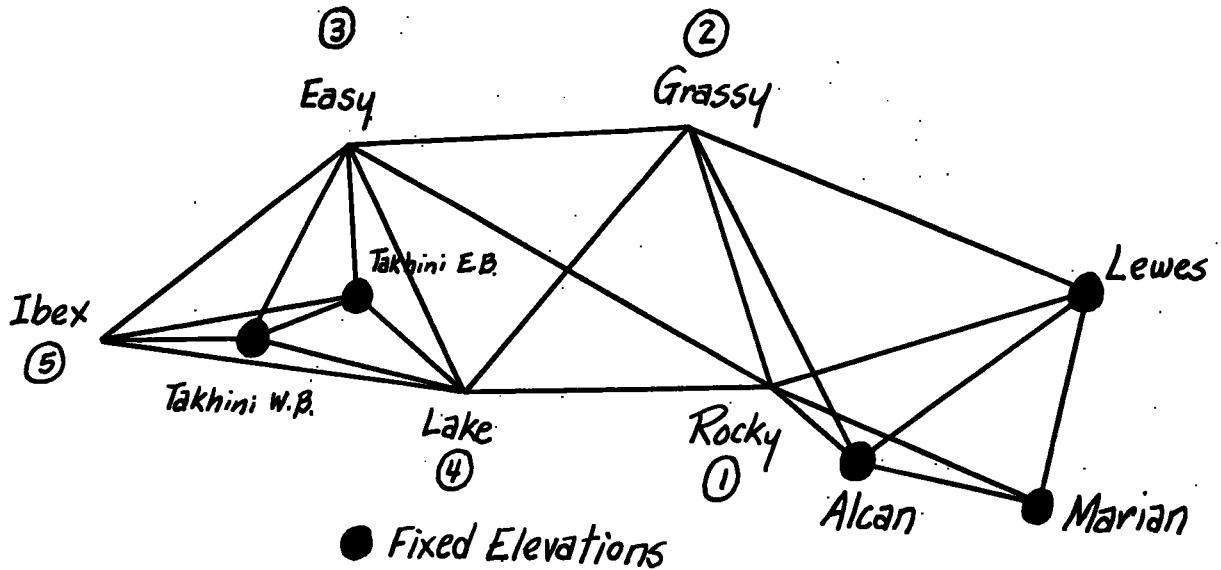 ③
②
Easy
Grassy
Takhini E.B.
Lewes
Ibex
⑤
Takhini W.B.
Lake
④
Rocky
①
Alcan
Marian
Fixed Elevations